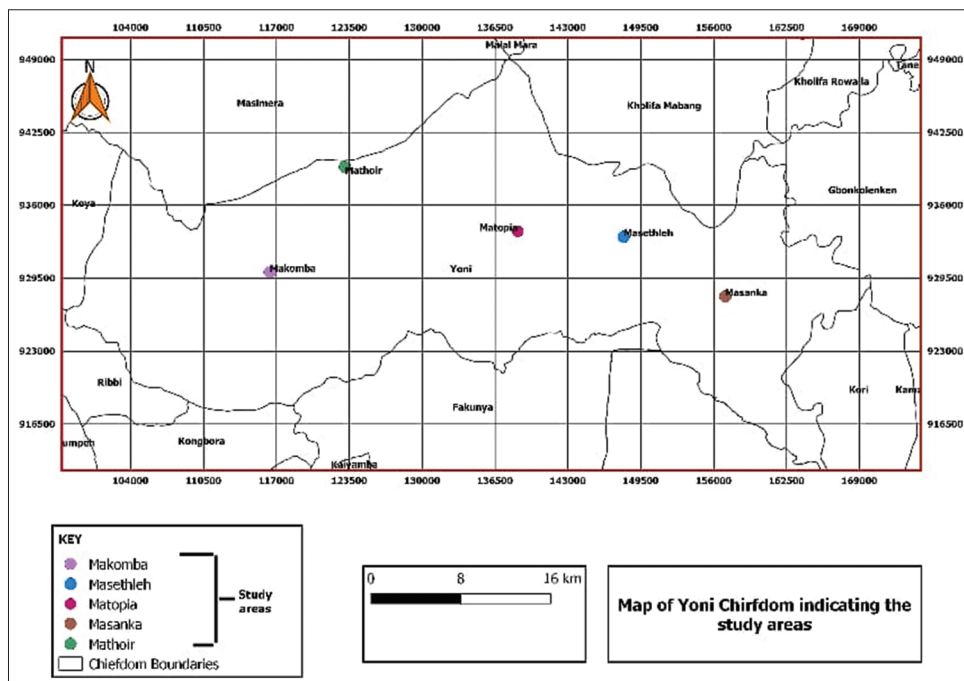 104000 110500 117000 123500 130000 136500 143000 149500 156000 162500 169000
Malal Mara
949000 949000
Tane
N
Kholifa Rowalla
Masimera
Kholifa Mabang
942500 942500
Mathoir
Gbonkolenken
Koya
936000 936000
Matopia
Masethleh
Makomba
Yoni
929500 929500
Masanka
923000 923000
Ribbi
Kori
Kama
Fakunya
916500 916500
umpeh
Kongbora
Kaiyamba
104000 110500 117000 123500 130000 136500 143000 149500 156000 162500 169000
KEY
Makomba
Masethleh
Matopia
Masanka
Mathoir
Study
areas
Chiefdom Boundaries
0 8 16 km
Map of Yoni Chirfdom indicating the
study areas